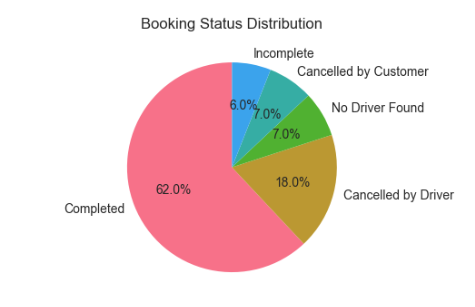 Booking Status Distribution
Incomplete
Cancelled by Customer
No Driver Found
Cancelled by Driver
Completed
6.0%
7.0%
7.0%
18.0%
62.0%